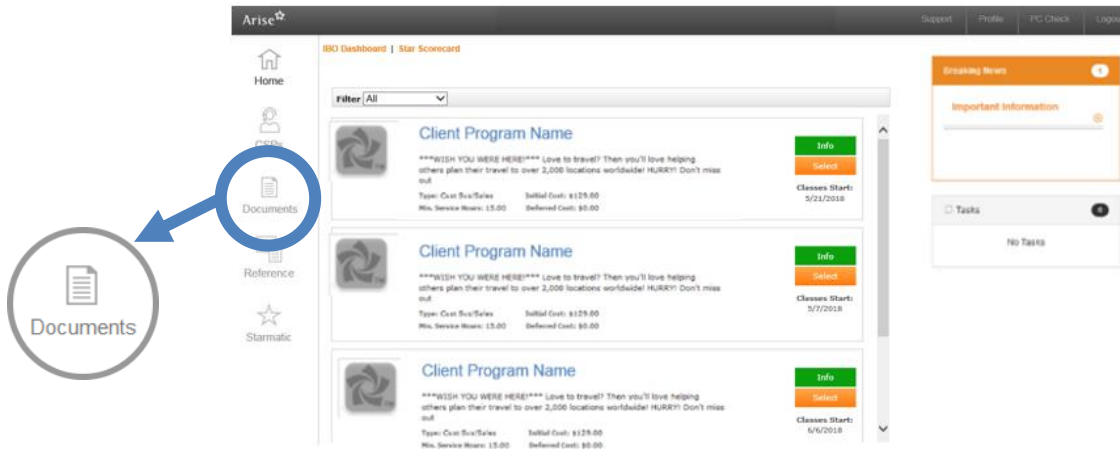 Arise
Support Profile PC Check Logout
IBO Dashboard | Star Scorecard
Home
CSPs
Documents
Reference
Starmatic
Documents
Filter All
Client Program Name
***WISH YOU WERE HERE!*** Love to travel? Then you'll love helping
others plan their travel to over 2,000 locations worldwide! HURRY! Don't miss
out
Type: Cust Svc/Sales Initial Cost: $129.00
Min. Service Hours: 15.00 Deferred Cost: $0.00
Info
Select
Classes Start:
5/21/2018
Client Program Name
***WISH YOU WERE HERE!*** Love to travel? Then you'll love helping
others plan their travel to over 2,000 locations worldwide! HURRY! Don't miss
out
Type: Cust Svc/Sales Initial Cost: $129.00
Min. Service Hours: 15.00 Deferred Cost: $0.00
Info
Select
Classes Start:
5/7/2018
Client Program Name
***WISH YOU WERE HERE!*** Love to travel? Then you'll love helping
others plan their travel to over 2,000 locations worldwide! HURRY! Don't miss
out
Type: Cust Svc/Sales Initial Cost: $129.00
Min. Service Hours: 15.00 Deferred Cost: $0.00
Info
Select
Classes Start:
6/6/2018
Breaking News
Important Information
Tasks
No Tasks